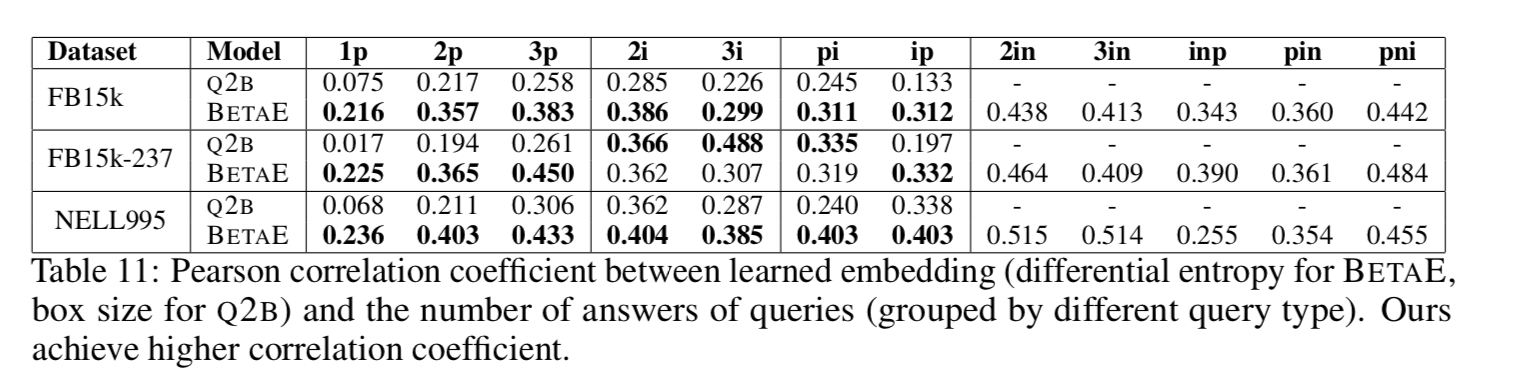 Dataset Model 1p 2p 3p 2i 3i pi ip 2in 3in inp pin pni
FB15k Q2B 0.075 0.217 0.258 0.285 0.226 0.245 0.133 - - - - -
BETAE 0.216 0.357 0.383 0.386 0.299 0.311 0.312 0.438 0.413 0.343 0.360 0.442
FB15k-237 Q2B 0.017 0.194 0.261 0.366 0.488 0.335 0.197 - - - - -
BETAE 0.225 0.365 0.450 0.362 0.307 0.319 0.332 0.464 0.409 0.390 0.361 0.484
NELL995 Q2B 0.068 0.211 0.306 0.362 0.287 0.240 0.338 - - - - -
BETAE 0.236 0.403 0.433 0.404 0.385 0.403 0.403 0.515 0.514 0.255 0.354 0.455
Table 11: Pearson correlation coefficient between learned embedding (differential entropy for BETAE,
box size for Q2B) and the number of answers of queries (grouped by different query type). Ours
achieve higher correlation coefficient.